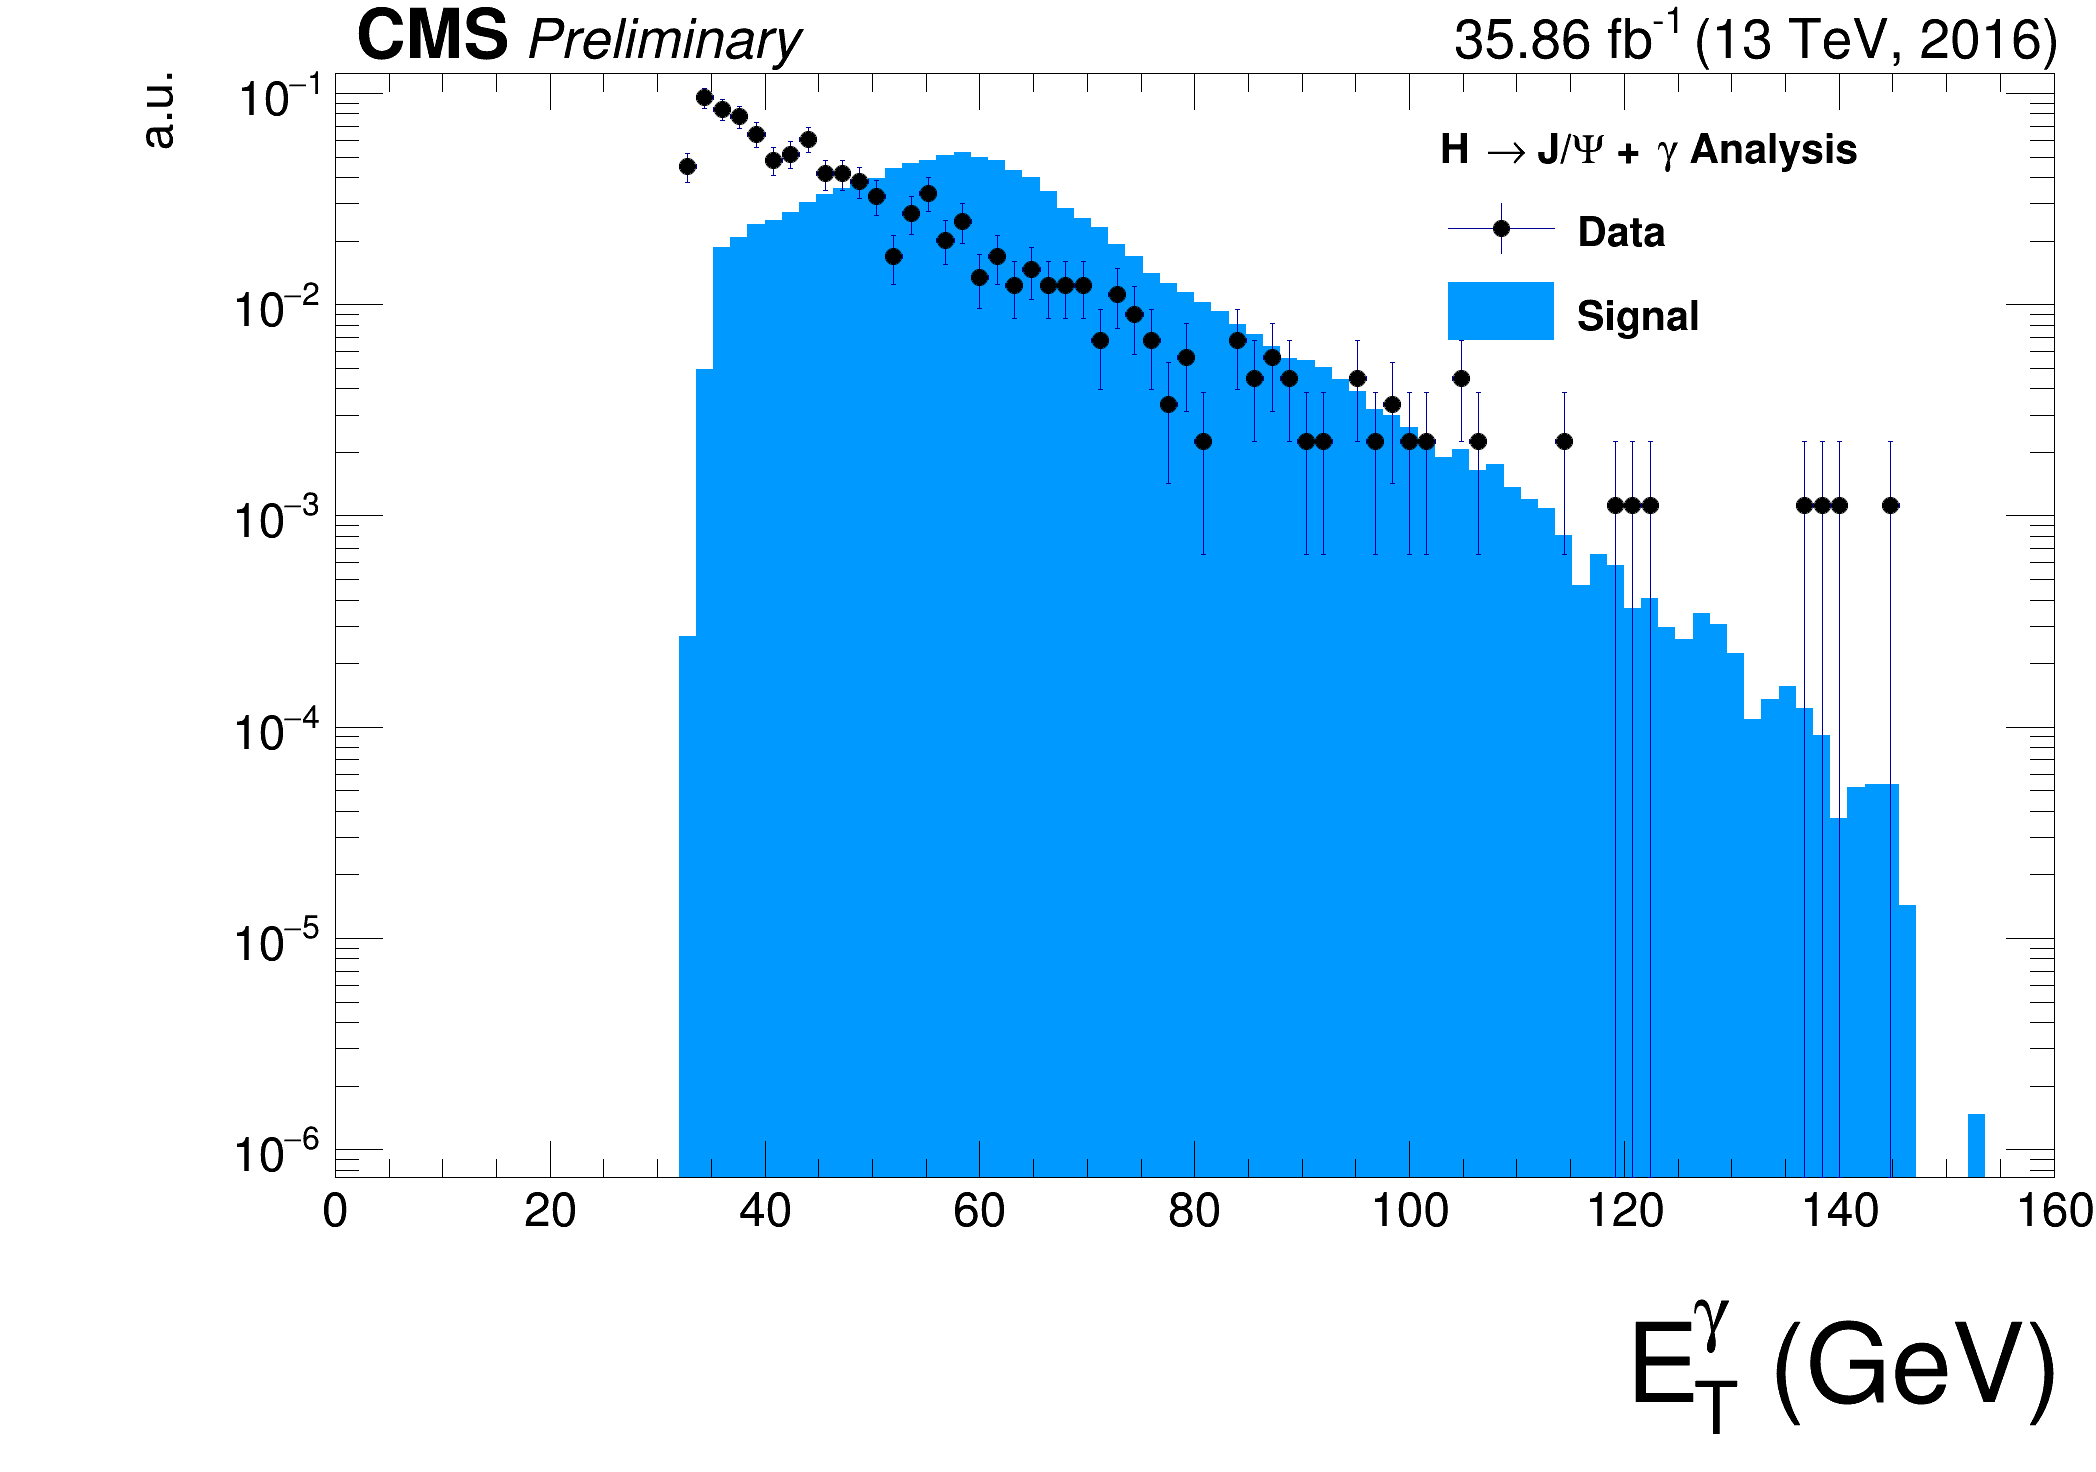 CMS Preliminary 35.86 fb⁻¹ (13 TeV, 2016)
a.u.
H → J/Ψ + γ Analysis
Data
Signal
10⁻¹
10⁻²
10⁻³
10⁻⁴
10⁻⁵
10⁻⁶
0 20 40 60 80 100 120 140 160
E_T^γ (GeV)